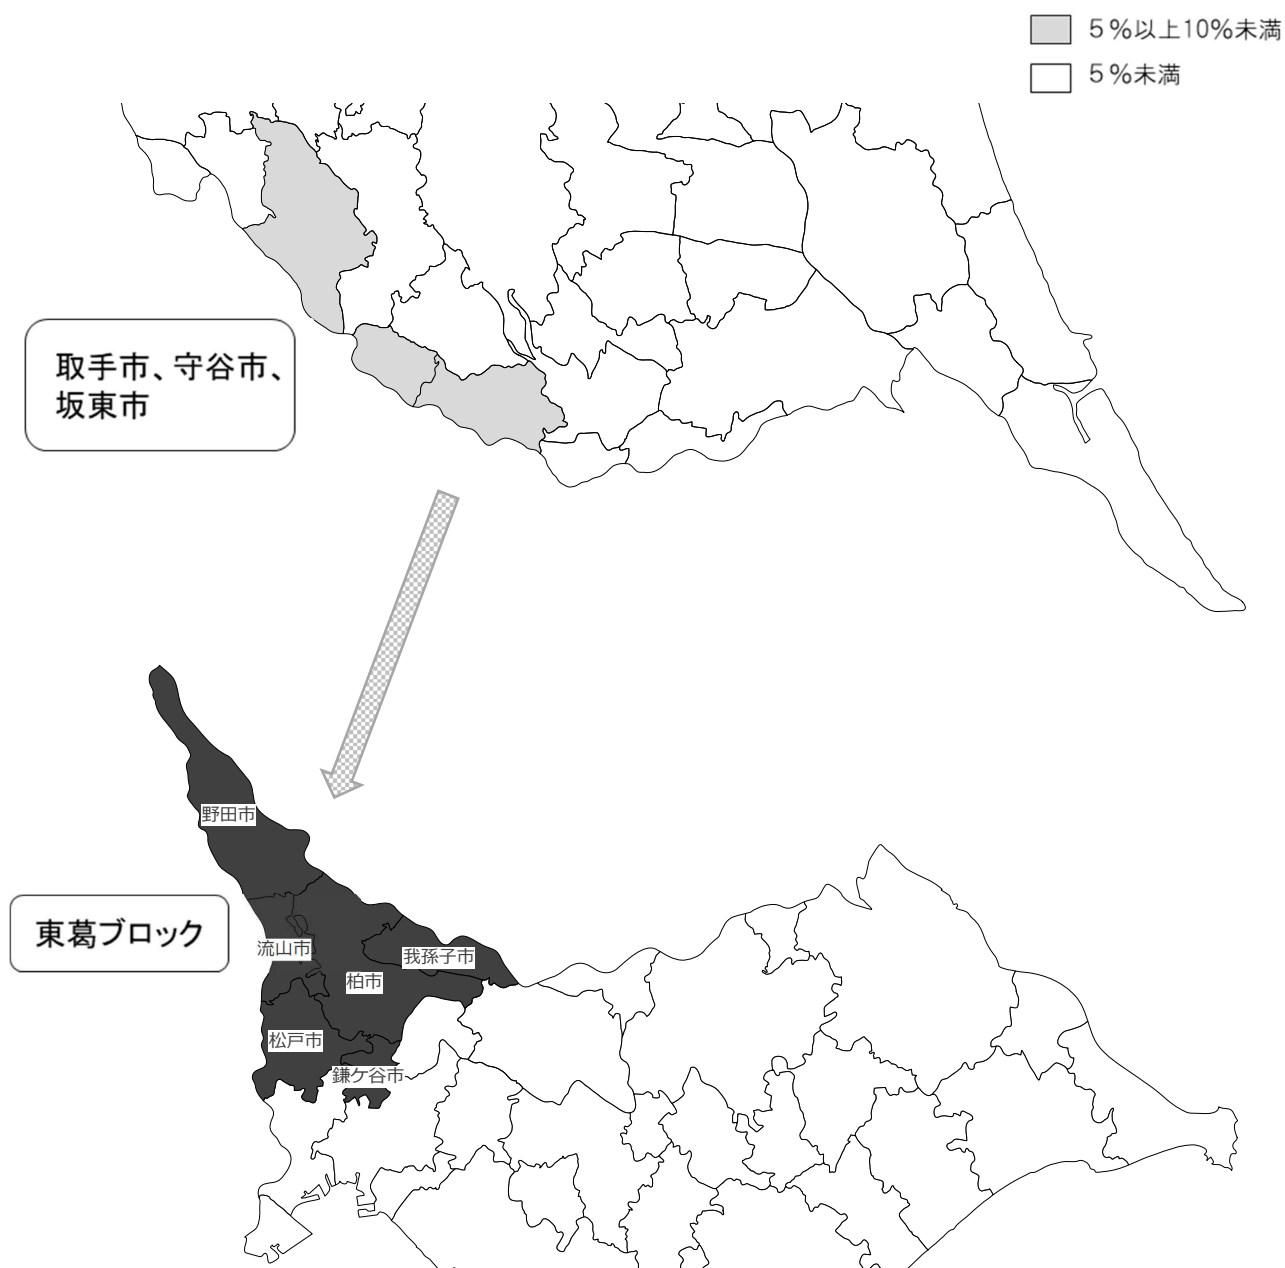 5%以上10%未満
5%未満
取手市、守谷市、
坂東市
野田市
東葛ブロック
流山市
我孫子市
柏市
松戸市
鎌ケ谷市